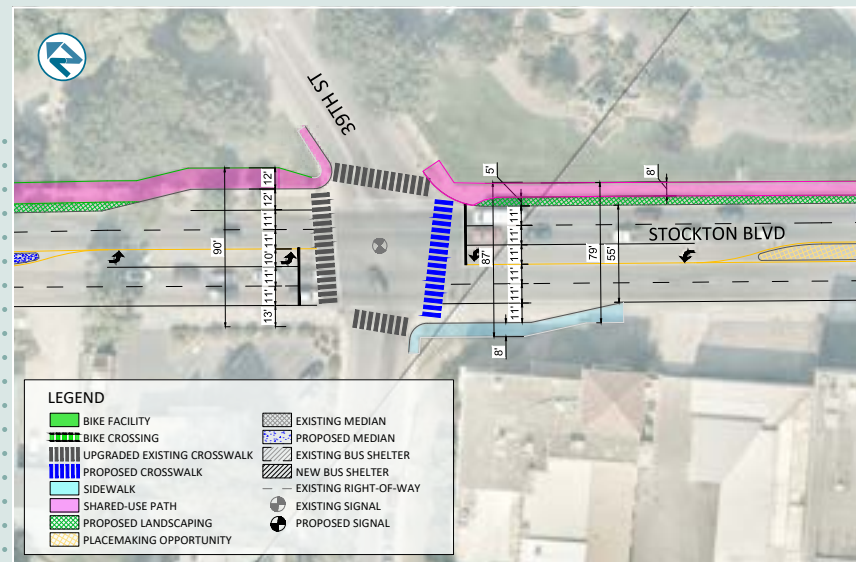 39TH ST
STOCKTON BLVD
12'
12'
11'
11'
10'
11'
11'
13'
90'
5'
8'
11'
11'
11'
11'
11'
87'
79'
55'
8'
LEGEND
BIKE FACILITY
BIKE CROSSING
UPGRADED EXISTING CROSSWALK
PROPOSED CROSSWALK
SIDEWALK
SHARED-USE PATH
PROPOSED LANDSCAPING
PLACEMAKING OPPORTUNITY
EXISTING MEDIAN
PROPOSED MEDIAN
EXISTING BUS SHELTER
NEW BUS SHELTER
EXISTING RIGHT-OF-WAY
EXISTING SIGNAL
PROPOSED SIGNAL